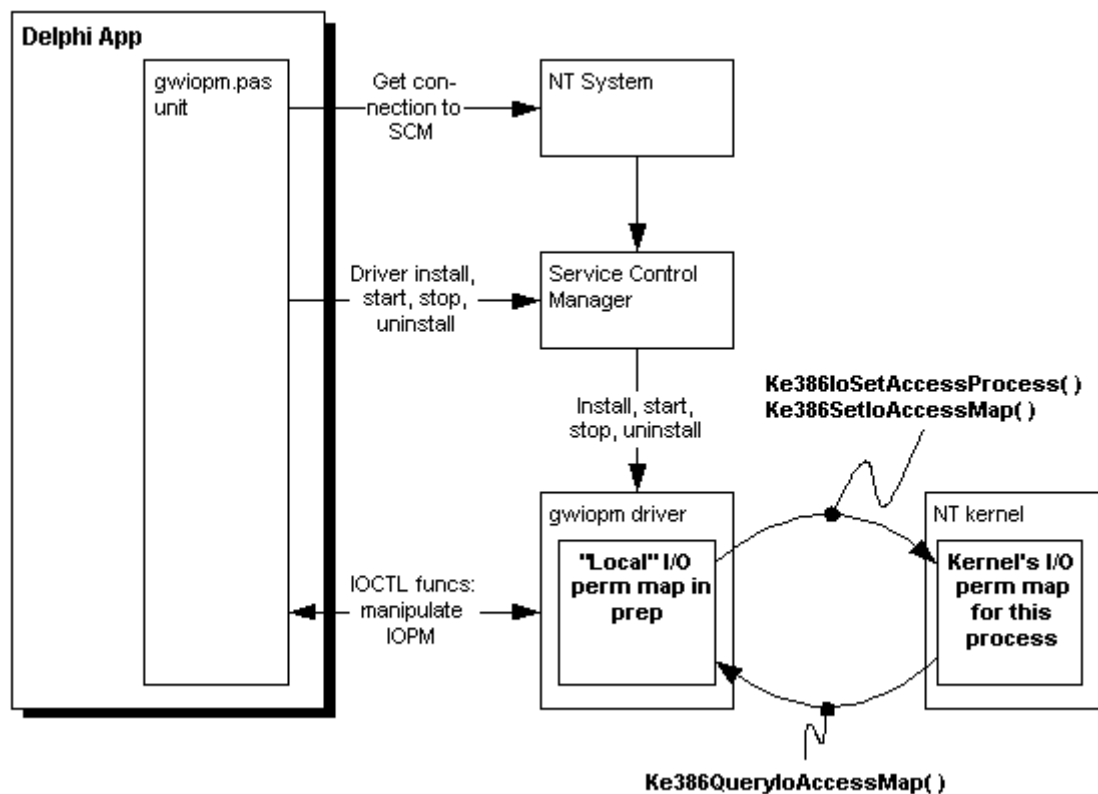 Delphi App
gwiopm.pas
unit
Get con-
nection to
SCM
NT System
Driver install,
start, stop,
uninstall
Service Control
Manager
Install, start,
stop, uninstall
Ke386IoSetAccessProcess( )
Ke386SetIoAccessMap( )
gwiopm driver
"Local" I/O
perm map in
prep
NT kernel
Kernel's I/O
perm map
for this
process
IOCTL funcs:
manipulate
IOPM
Ke386QueryIoAccessMap( )